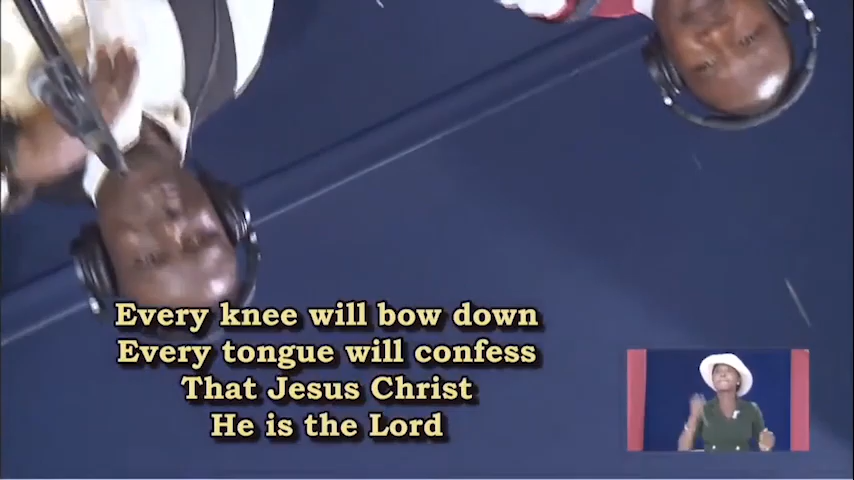 Every knee will bow down
Every tongue will confess
That Jesus Christ
He is the Lord